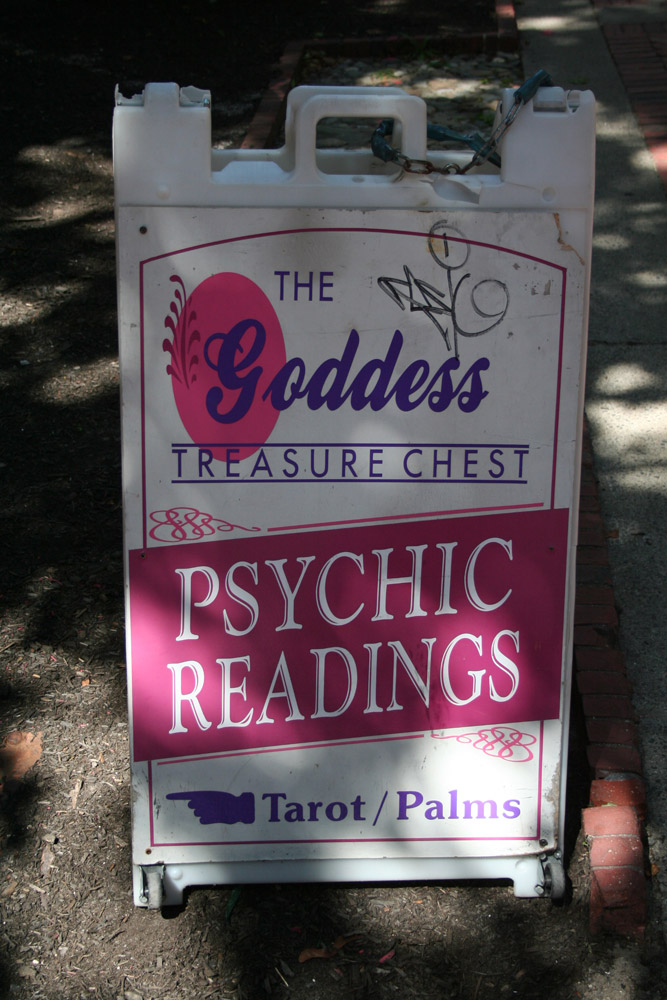 THE
Goddess
TREASURE CHEST
PSYCHIC
READINGS
Tarot / Palms